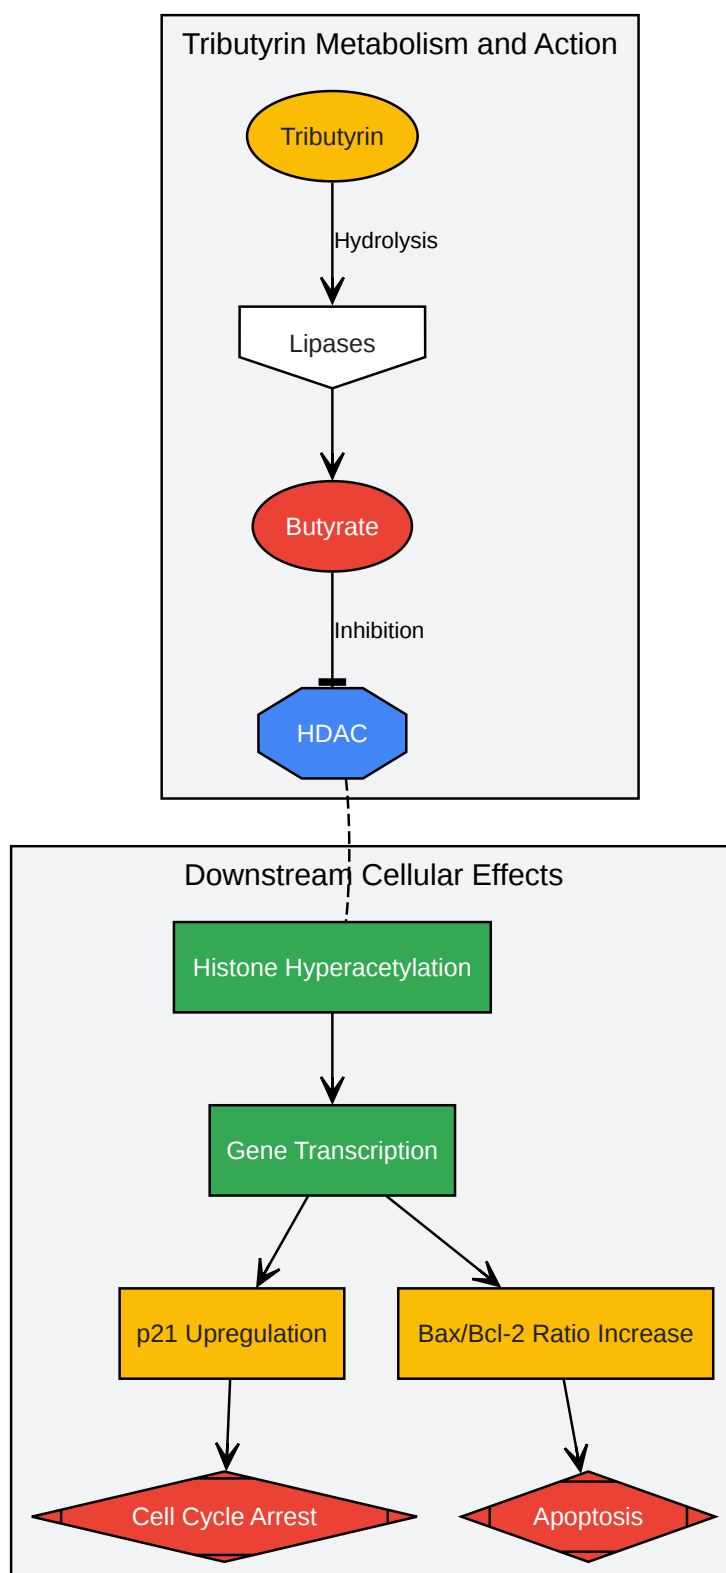 Tributyrin Metabolism and Action
Tributyrin
Hydrolysis
Lipases
Butyrate
Inhibition
HDAC
Downstream Cellular Effects
Histone Hyperacetylation
Gene Transcription
p21 Upregulation
Bax/Bcl-2 Ratio Increase
Cell Cycle Arrest
Apoptosis